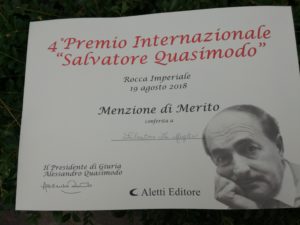 4°Premio Internazionale
"Salvatore Quasimodo"
Rocca Imperiale
19 agosto 2018
Menzione di Merito
conferita a
Il Presidente di Giuria
Alessandro Quasimodo
Aletti Editore